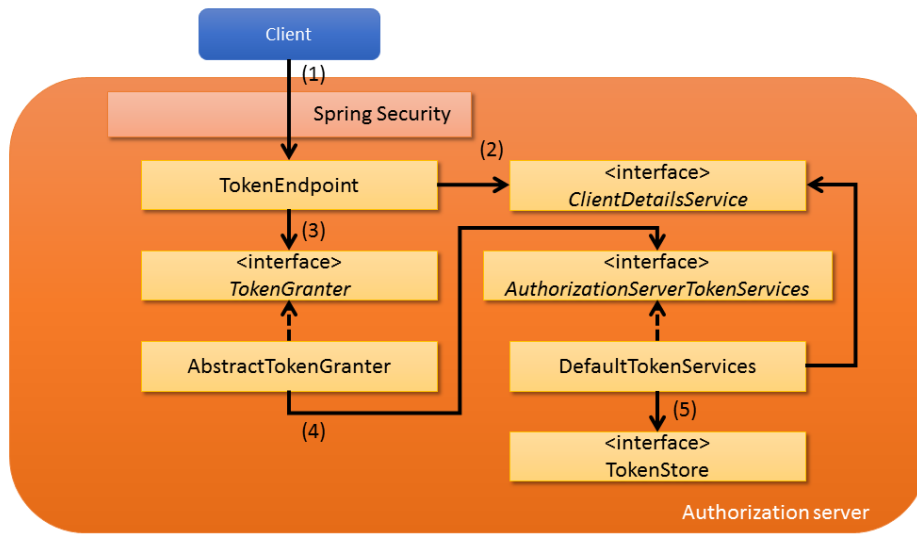 Client
(1)
Spring Security
TokenEndpoint
(2)
<interface>
ClientDetailsService
(3)
<interface>
TokenGranter
<interface>
AuthorizationServerTokenServices
AbstractTokenGranter
DefaultTokenServices
(4)
(5)
<interface>
TokenStore
Authorization server